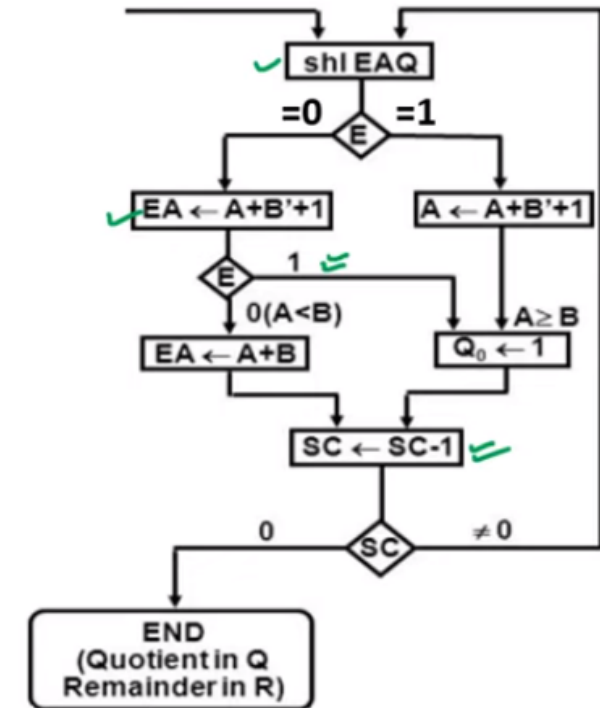 shl EAQ
=0
=1
E
EA ← A+B'+1
A ← A+B'+1
1
E
0(A<B)
A≥ B
EA ← A+B
Q₀ ← 1
SC ← SC-1
0
≠0
SC
END
(Quotient in Q
Remainder in R)